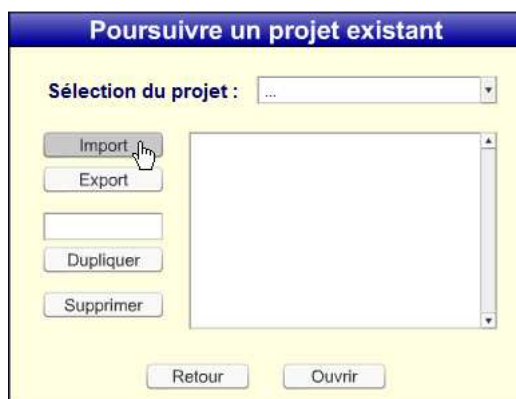 Poursuivre un projet existant
Sélection du projet : ...
Import
Export
Dupliquer
Supprimer
Retour Ouvrir